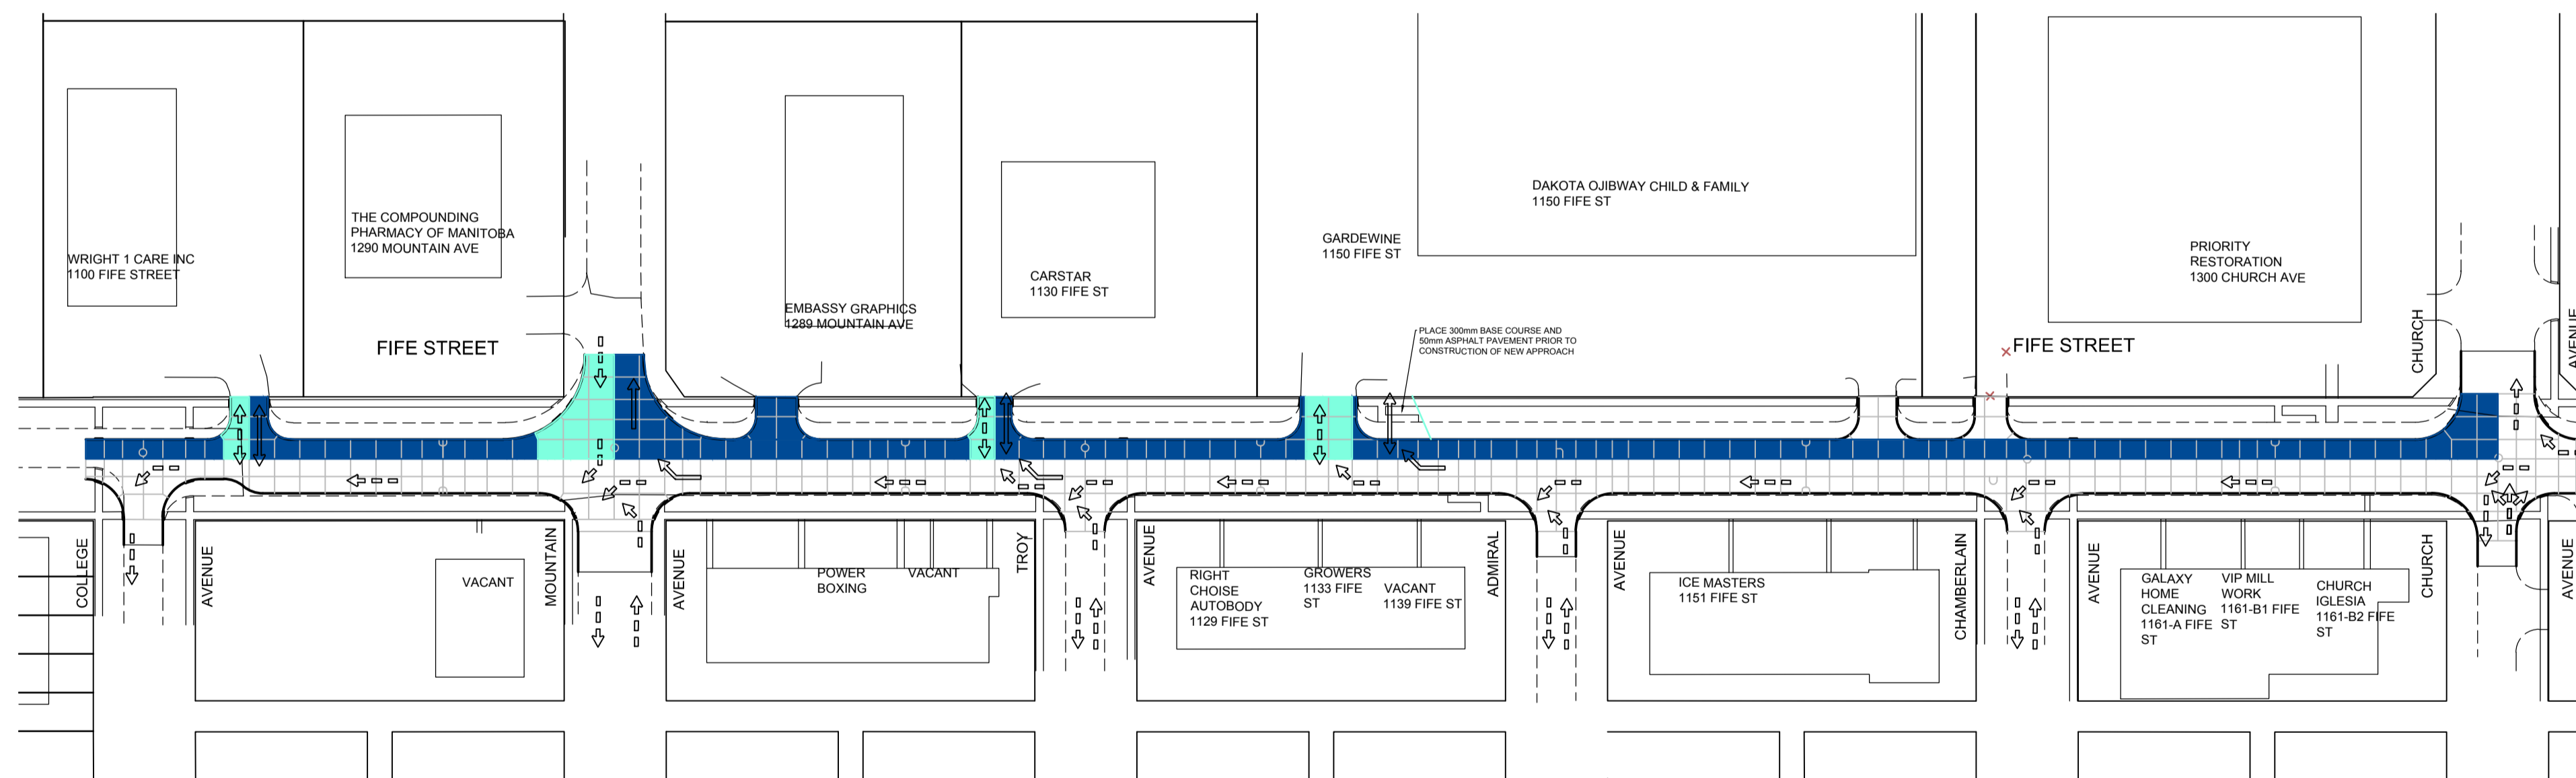 WRIGHT 1 CARE INC
1100 FIFE STREET
THE COMPOUNDING
PHARMACY OF MANITOBA
1290 MOUNTAIN AVE
FIFE STREET
EMBASSY GRAPHICS
1289 MOUNTAIN AVE
CARSTAR
1130 FIFE ST
GARDEWINE
1150 FIFE ST
DAKOTA OJIBWAY CHILD & FAMILY
1150 FIFE ST
PLACE 300mm BASE COURSE AND
50mm ASPHALT PAVEMENT PRIOR TO
CONSTRUCTION OF NEW APPROACH
PRIORITY
RESTORATION
1300 CHURCH AVE
FIFE STREET
CHURCH
AVENUE
COLLEGE
AVENUE
VACANT
MOUNTAIN
AVENUE
POWER
BOXING
VACANT
TROY
AVENUE
RIGHT
CHOISE
AUTOBODY
1129 FIFE ST
GROWERS
1133 FIFE
ST
VACANT
1139 FIFE ST
ADMIRAL
AVENUE
ICE MASTERS
1151 FIFE ST
CHAMBERLAIN
AVENUE
GALAXY
HOME
CLEANING
1161-A FIFE
ST
VIP MILL
WORK
1161-B1 FIFE
ST
CHURCH
IGLESIA
1161-B2 FIFE
ST
CHURCH
AVENUE